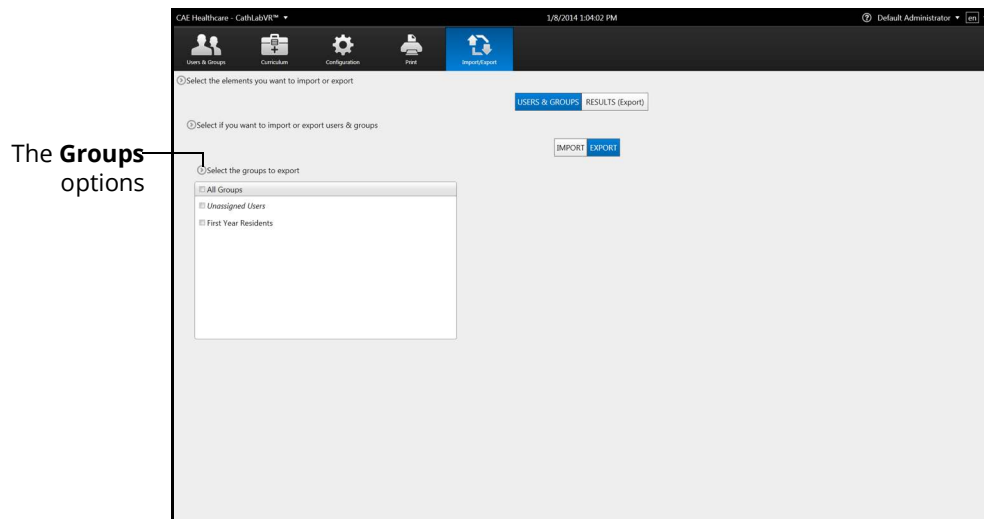 CAE Healthcare - CathLabVR™ 1/8/2014 1:04:02 PM Default Administrator en
Users & Groups Curriculum Configuration Print Import/Export
Select the elements you want to import or export
USERS & GROUPS RESULTS (Export)
Select if you want to import or export users & groups
IMPORT EXPORT
The Groups
options
Select the groups to export
All Groups
Unassigned Users
First Year Residents